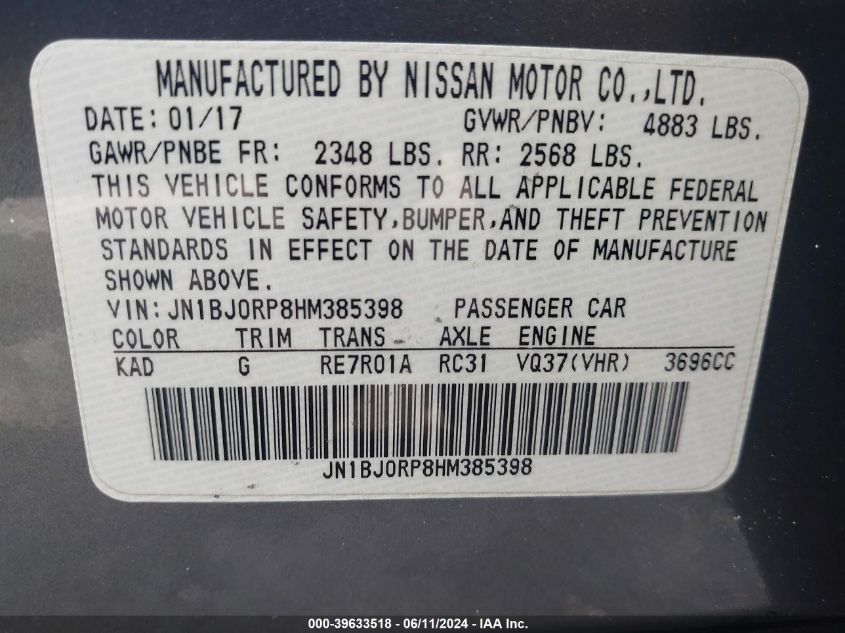 MANUFACTURED BY NISSAN MOTOR CO.,LTD.
DATE: 01/17 GVWR/PNBV: 4883 LBS.
GAWR/PNBE FR: 2348 LBS. RR: 2568 LBS.
THIS VEHICLE CONFORMS TO ALL APPLICABLE FEDERAL
MOTOR VEHICLE SAFETY,BUMPER,AND THEFT PREVENTION
STANDARDS IN EFFECT ON THE DATE OF MANUFACTURE
SHOWN ABOVE.
VIN: JN1BJ0RP8HM385398 PASSENGER CAR
COLOR TRIM TRANS AXLE ENGINE
KAD G RE7R01A RC31 VQ37(VHR) 3696CC
JN1BJ0RP8HM385398
000-39633518 - 06/11/2024 - IAA Inc.